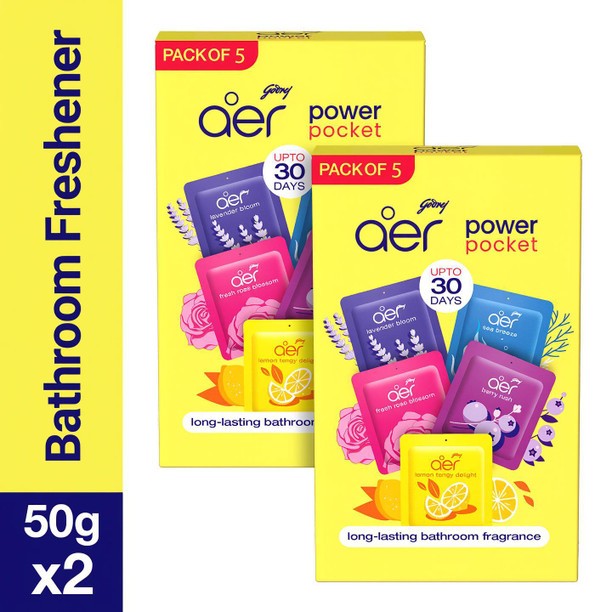 Bathroom Freshener
50g
x2
PACK OF 5
Godrej
aer
power
pocket
UPTO
30
DAYS
aer
lavender bloom
aer
fresh rose blossom
aer
lemon tangy delight
long-lasting bathroom
PACK OF 5
Godrej
aer
power
pocket
UPTO
30
DAYS
aer
lavender bloom
aer
sea breeze
aer
fresh rose blossom
aer
berry rush
aer
lemon tangy delight
long-lasting bathroom fragrance